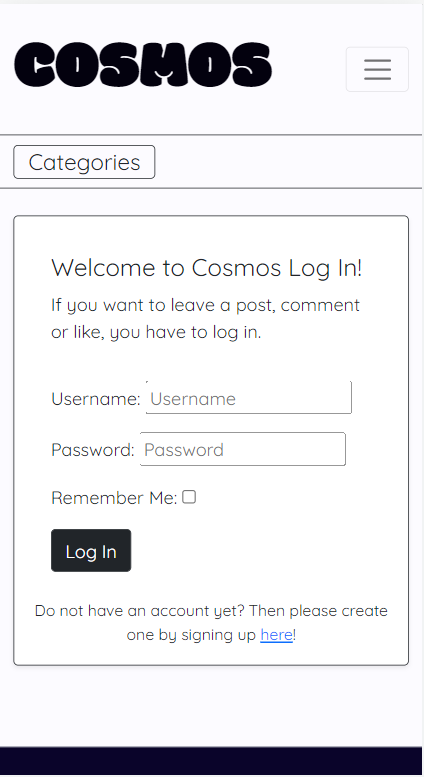 COSMOS
Categories
Welcome to Cosmos Log In!
If you want to leave a post, comment
or like, you have to log in.
Username: Username
Password: Password
Remember Me:
Log In
Do not have an account yet? Then please create
one by signing up here!